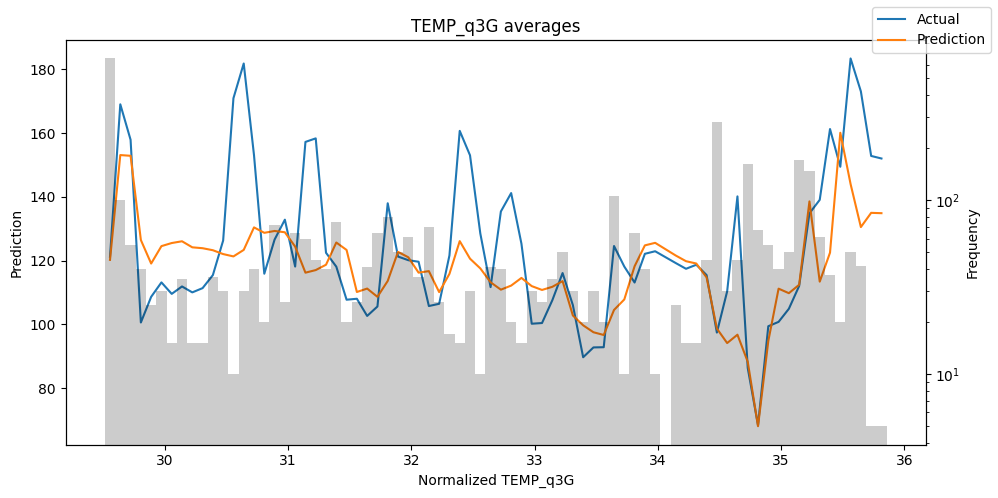 TEMP_q3G averages
Actual
Prediction
180
160
140
120
100
80
Prediction
10²
10¹
Frequency
30 31 32 33 34 35 36
Normalized TEMP_q3G